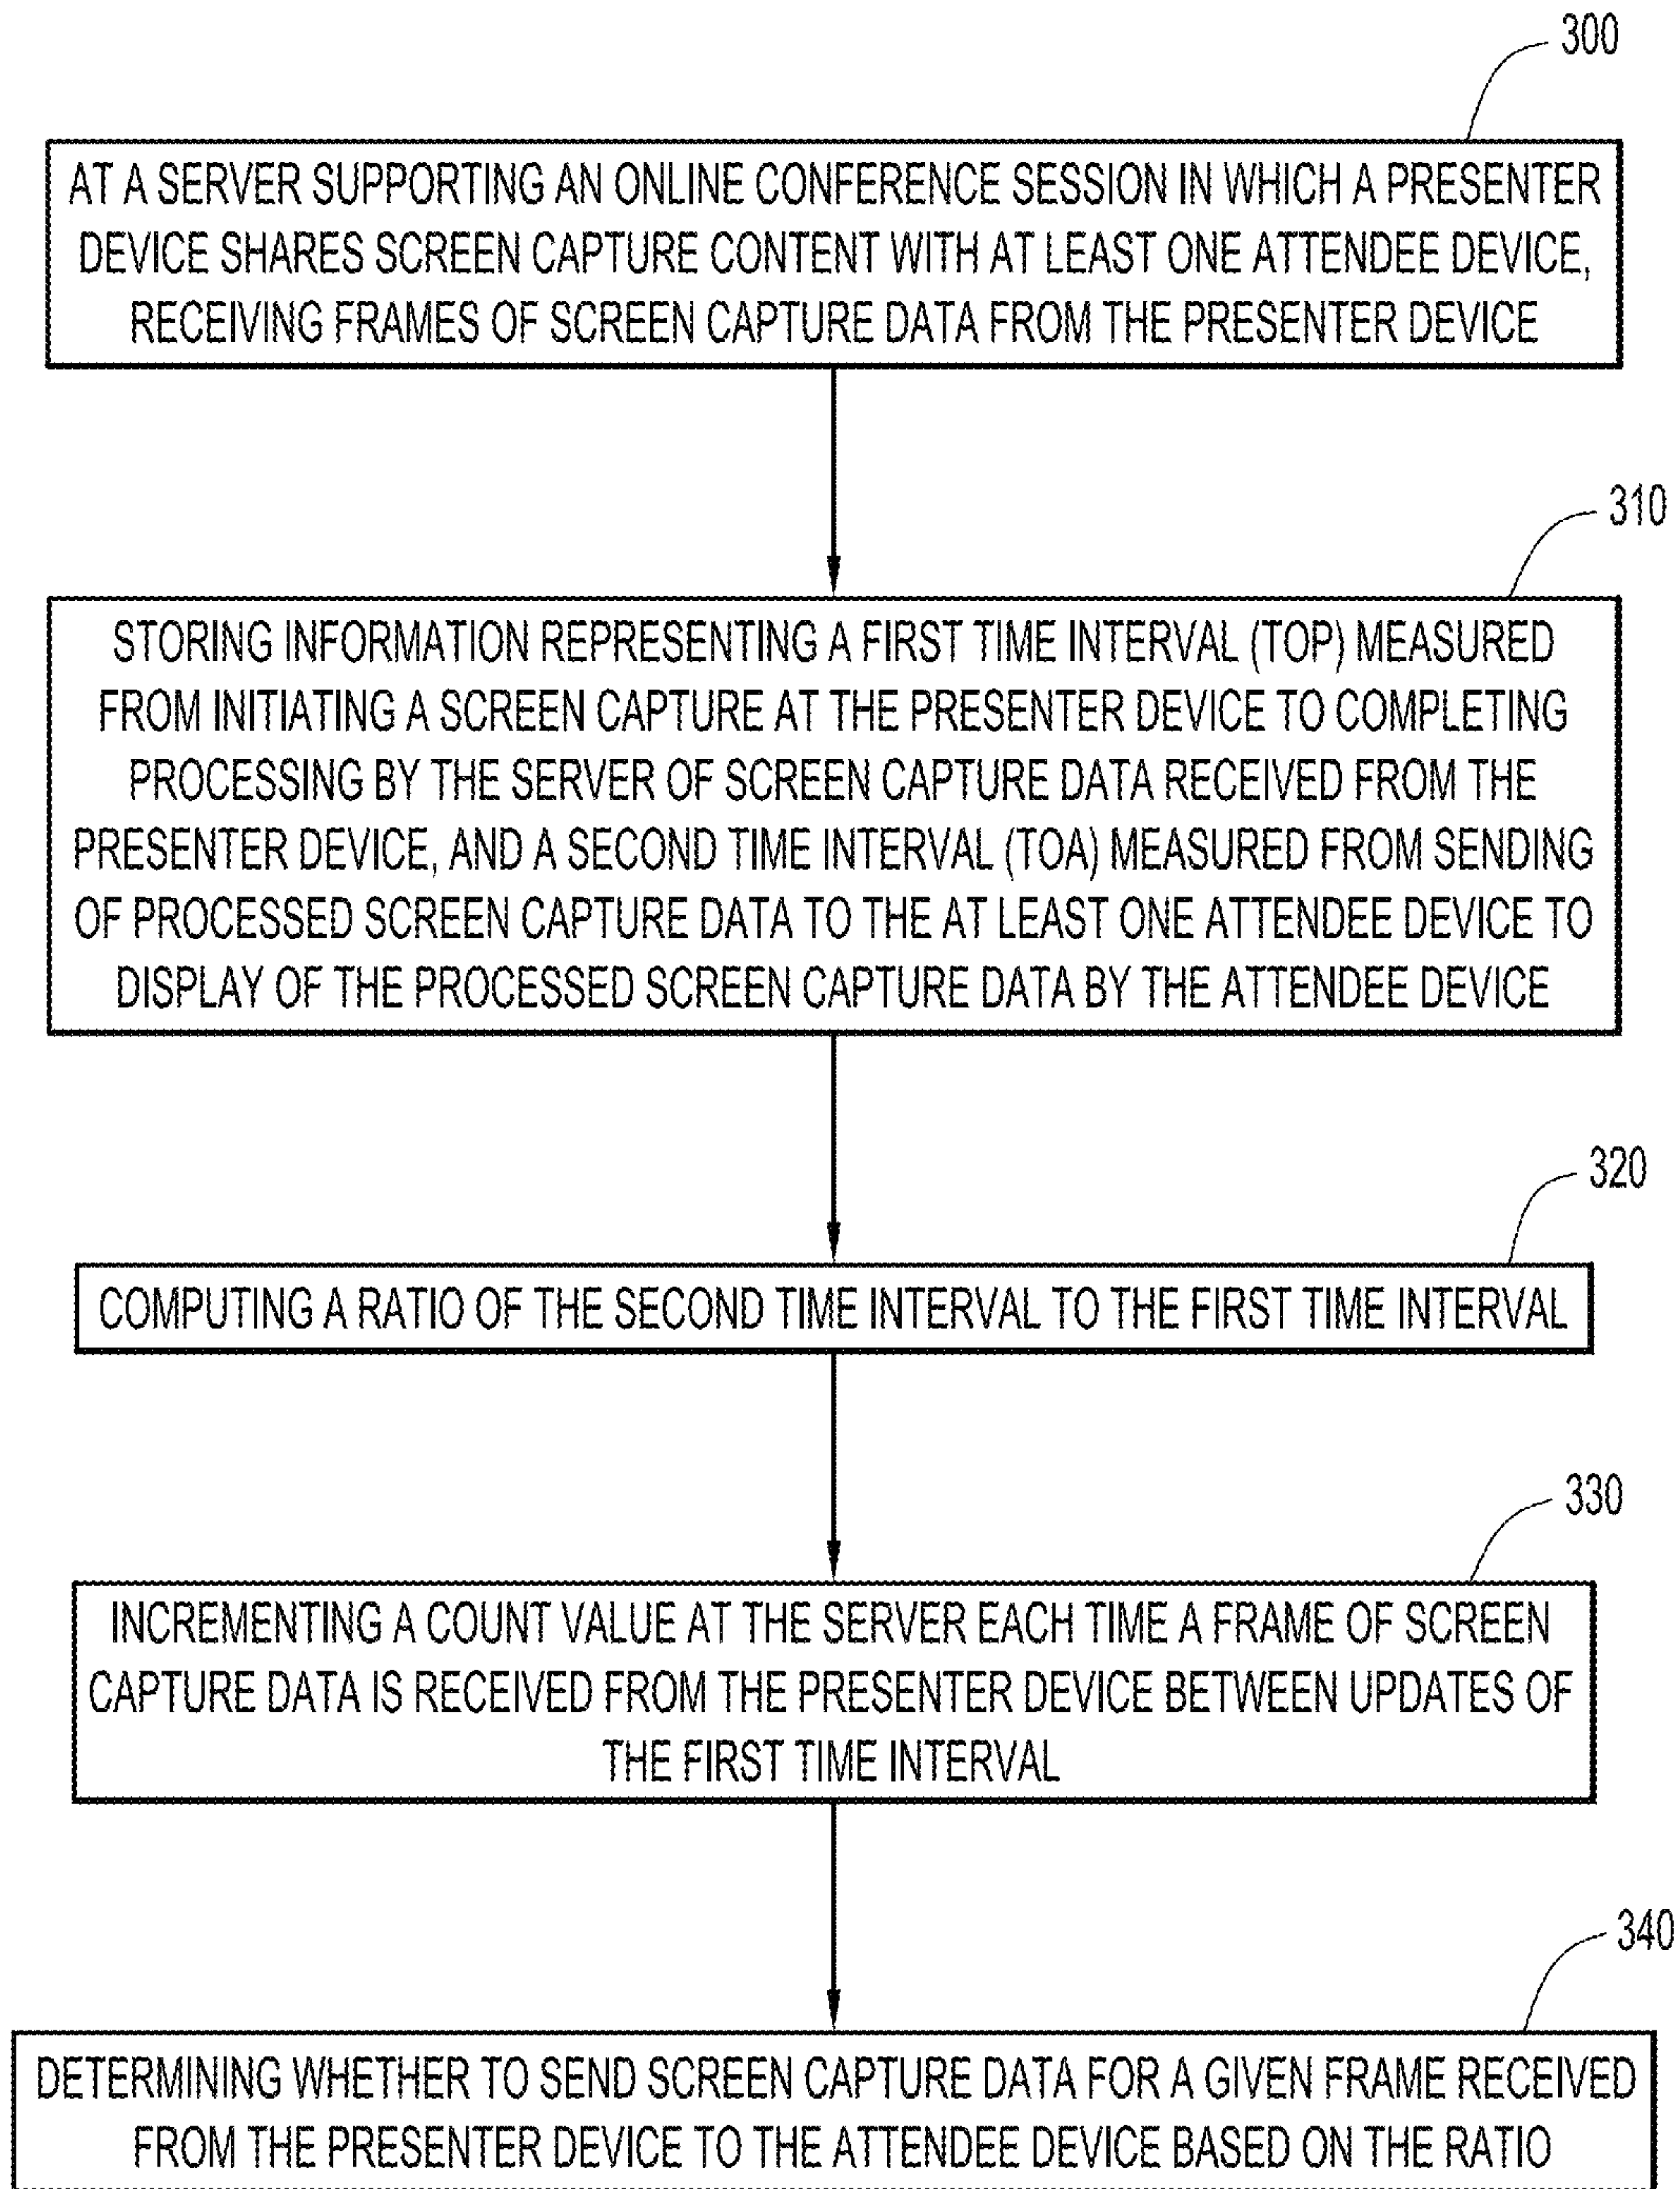 300
AT A SERVER SUPPORTING AN ONLINE CONFERENCE SESSION IN WHICH A PRESENTER
DEVICE SHARES SCREEN CAPTURE CONTENT WITH AT LEAST ONE ATTENDEE DEVICE,
RECEIVING FRAMES OF SCREEN CAPTURE DATA FROM THE PRESENTER DEVICE
310
STORING INFORMATION REPRESENTING A FIRST TIME INTERVAL (TOP) MEASURED
FROM INITIATING A SCREEN CAPTURE AT THE PRESENTER DEVICE TO COMPLETING
PROCESSING BY THE SERVER OF SCREEN CAPTURE DATA RECEIVED FROM THE
PRESENTER DEVICE, AND A SECOND TIME INTERVAL (TOA) MEASURED FROM SENDING
OF PROCESSED SCREEN CAPTURE DATA TO THE AT LEAST ONE ATTENDEE DEVICE TO
DISPLAY OF THE PROCESSED SCREEN CAPTURE DATA BY THE ATTENDEE DEVICE
320
COMPUTING A RATIO OF THE SECOND TIME INTERVAL TO THE FIRST TIME INTERVAL
330
INCREMENTING A COUNT VALUE AT THE SERVER EACH TIME A FRAME OF SCREEN
CAPTURE DATA IS RECEIVED FROM THE PRESENTER DEVICE BETWEEN UPDATES OF
THE FIRST TIME INTERVAL
340
DETERMINING WHETHER TO SEND SCREEN CAPTURE DATA FOR A GIVEN FRAME RECEIVED
FROM THE PRESENTER DEVICE TO THE ATTENDEE DEVICE BASED ON THE RATIO